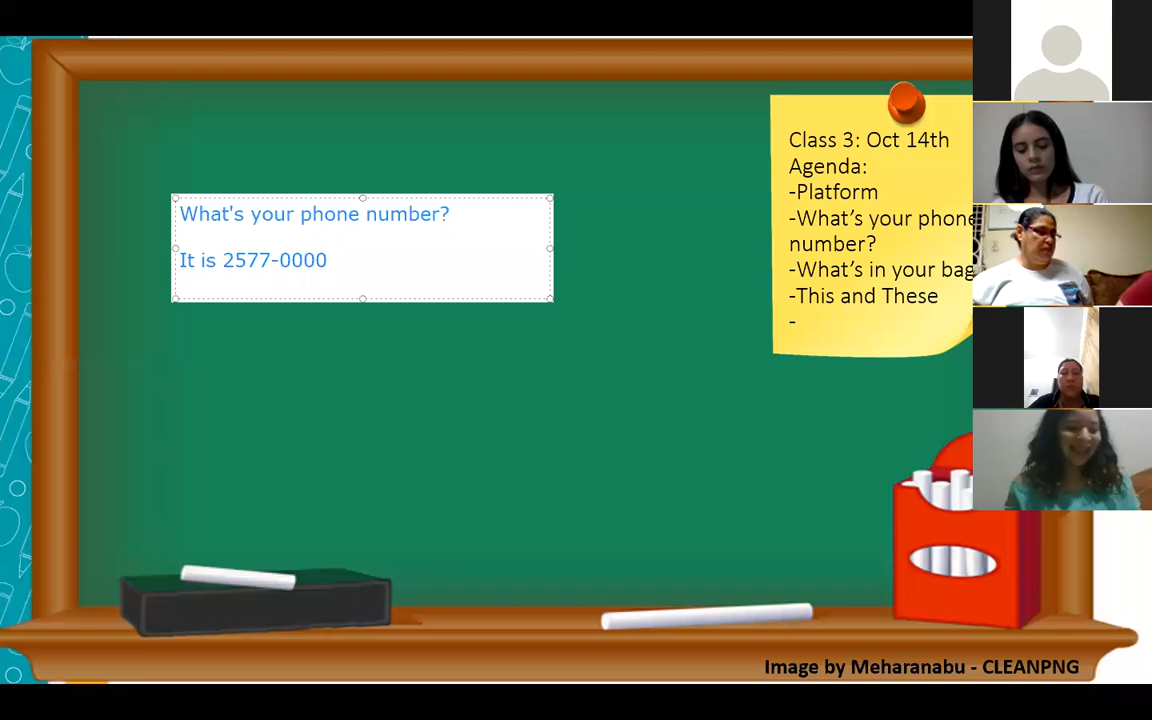 What's your phone number?
It is 2577-0000
Class 3: Oct 14th
Agenda:
-Platform
-What’s your phone
number?
-What’s in your bag
-This and These
-
Image by Meharanabu - CLEANPNG